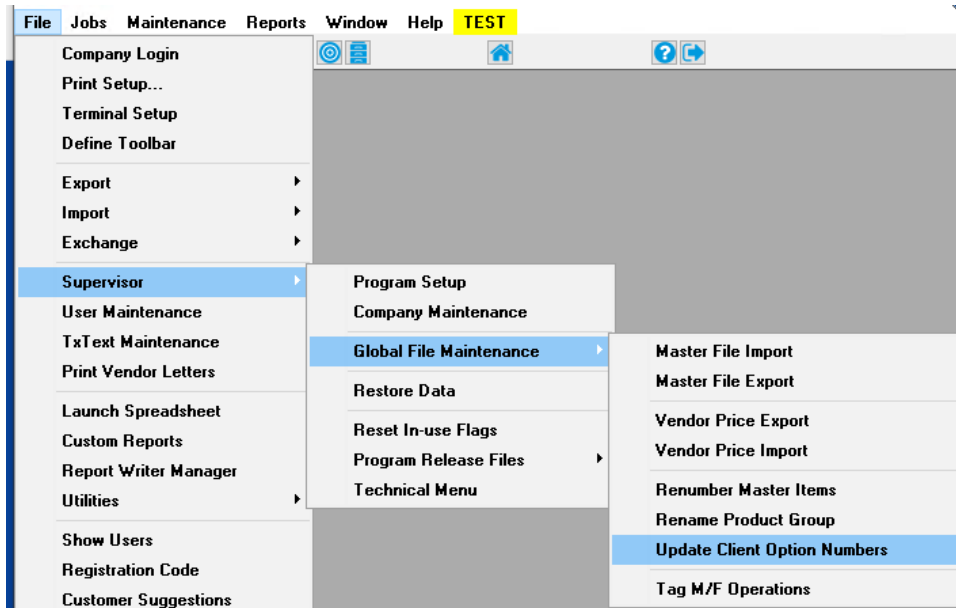 File Jobs Maintenance Reports Window Help TEST
Company Login
Print Setup...
Terminal Setup
Define Toolbar
Export
Import
Exchange
Supervisor
User Maintenance
TxText Maintenance
Print Vendor Letters
Launch Spreadsheet
Custom Reports
Report Writer Manager
Utilities
Show Users
Registration Code
Customer Suggestions
Program Setup
Company Maintenance
Global File Maintenance
Restore Data
Reset In-use Flags
Program Release Files
Technical Menu
Master File Import
Master File Export
Vendor Price Export
Vendor Price Import
Renumber Master Items
Rename Product Group
Update Client Option Numbers
Tag M/F Operations